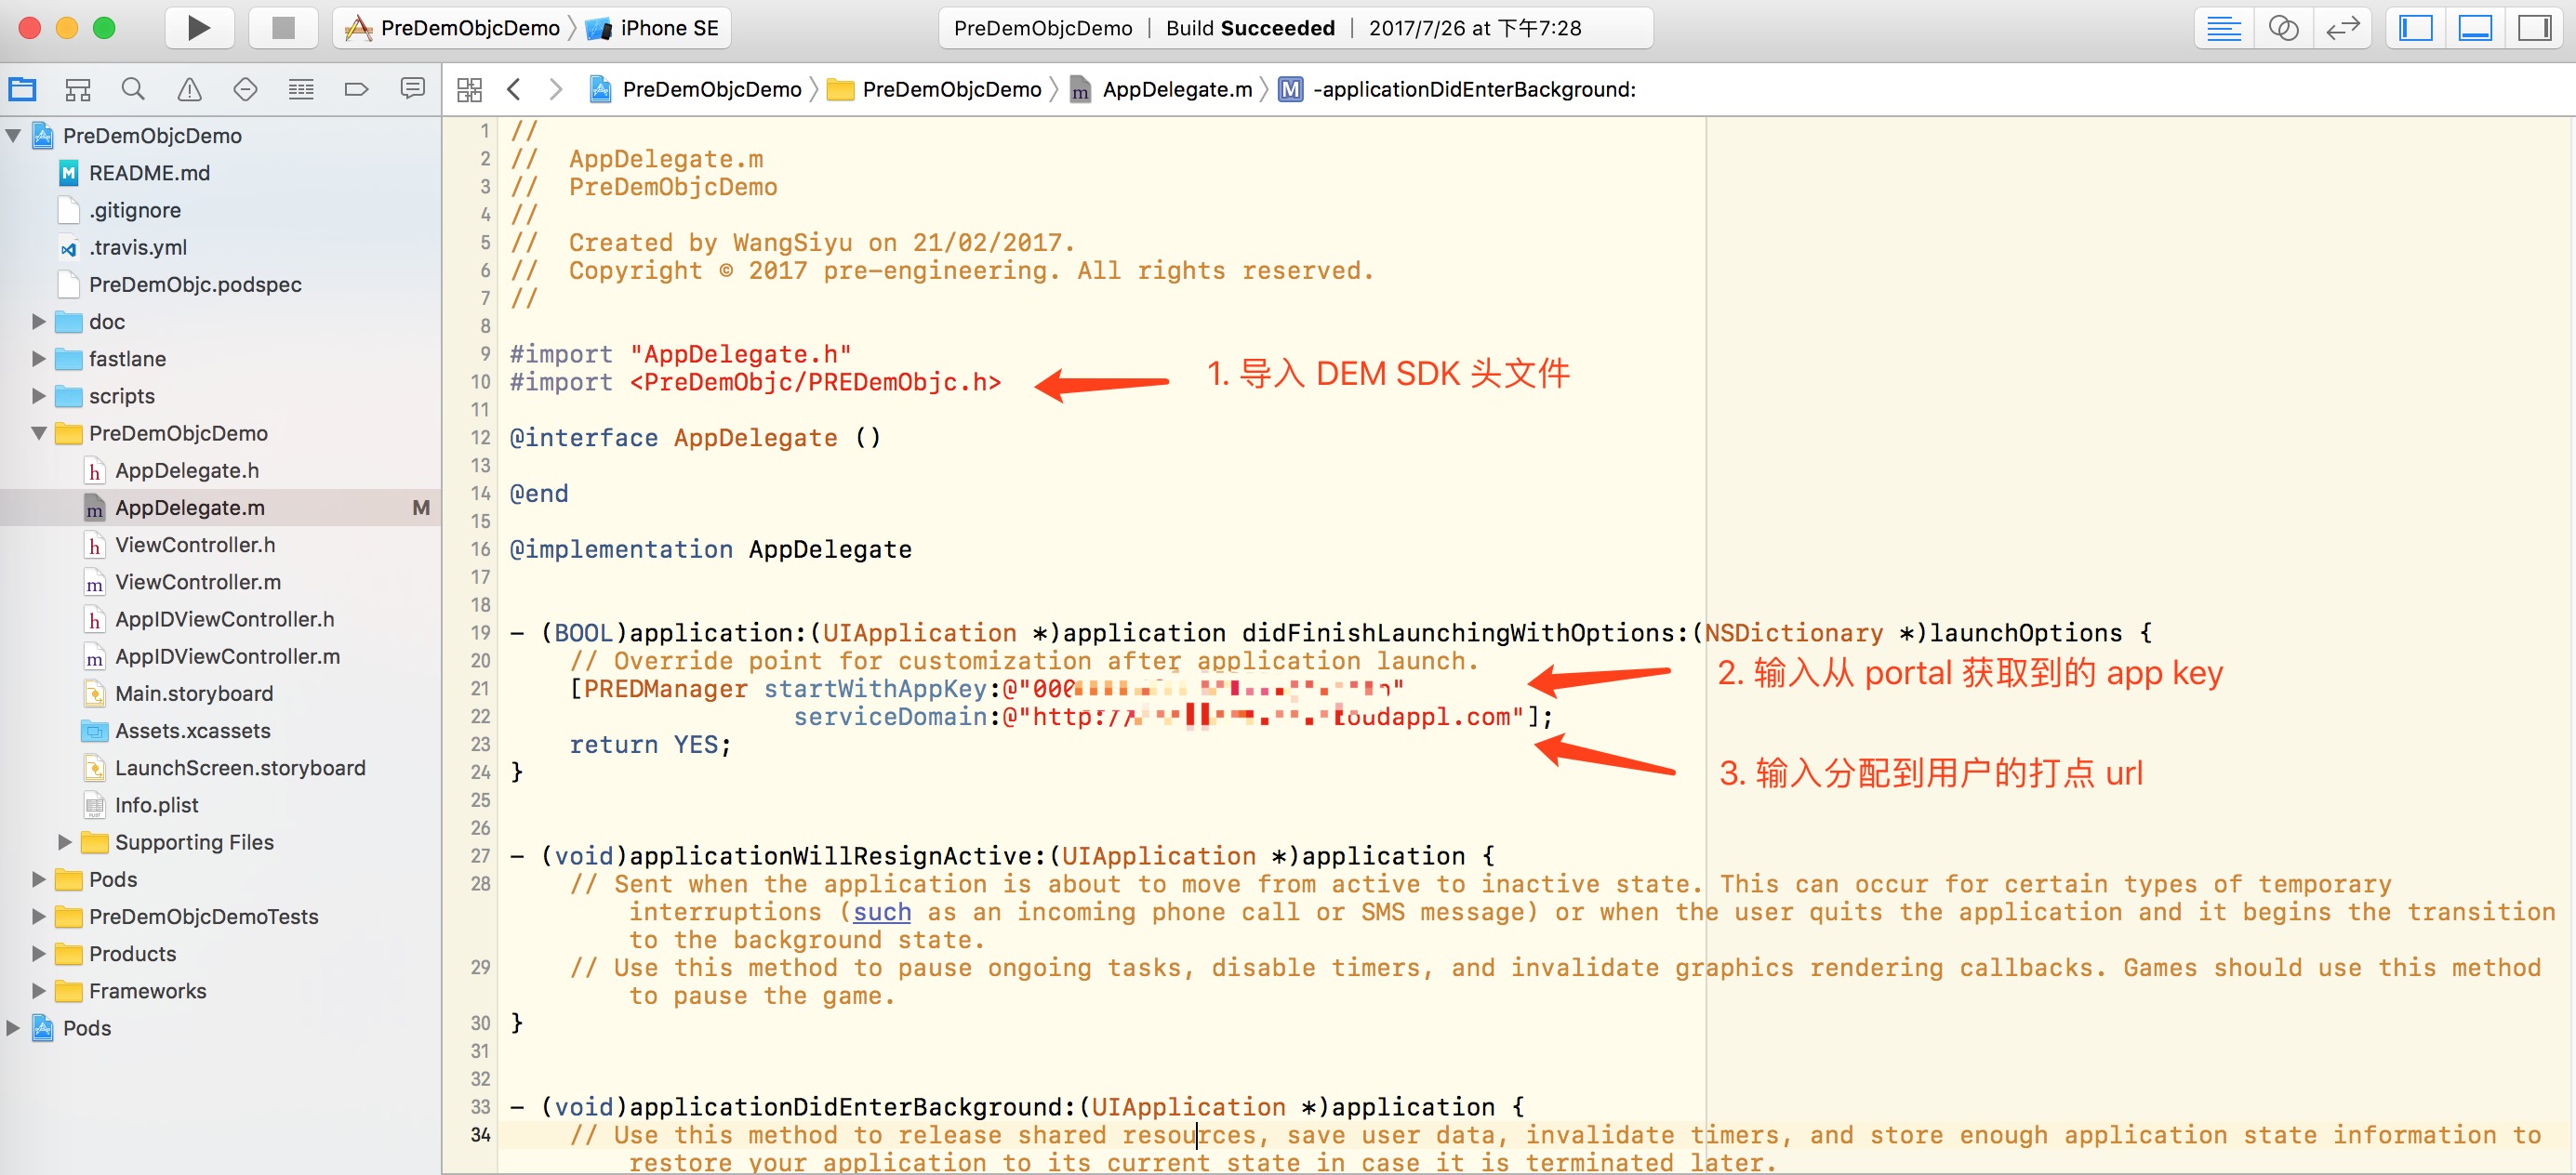 PreDemObjcDemo
iPhone SE
PreDemObjcDemo | Build Succeeded | 2017/7/26 at 下午7:28
PreDemObjcDemo
PreDemObjcDemo
AppDelegate.m
M
-applicationDidEnterBackground:
PreDemObjcDemo
README.md
.gitignore
.travis.yml
PreDemObjc.podspec
doc
fastlane
scripts
PreDemObjcDemo
AppDelegate.h
AppDelegate.m M
ViewController.h
ViewController.m
AppIDViewController.h
AppIDViewController.m
Main.storyboard
Assets.xcassets
LaunchScreen.storyboard
Info.plist
Supporting Files
Pods
PreDemObjcDemoTests
Products
Frameworks
Pods
1 //
2 //  AppDelegate.m
3 //  PreDemObjcDemo
4 //
5 //  Created by WangSiyu on 21/02/2017.
6 //  Copyright © 2017 pre-engineering. All rights reserved.
7 //
8
9 #import "AppDelegate.h"
10 #import <PreDemObjc/PREDemObjc.h>
1. 导入 DEM SDK 头文件
11
12 @interface AppDelegate ()
13
14 @end
15
16 @implementation AppDelegate
17
18
19 - (BOOL)application:(UIApplication *)application didFinishLaunchingWithOptions:(NSDictionary *)launchOptions {
20 // Override point for customization after application launch.
2. 输入从 portal 获取到的 app key
21 [PREDManager startWithAppKey:@"000
22 serviceDomain:@"http:// oudappl.com"];
23 return YES;
3. 输入分配到用户的打点 url
24 }
25
26
27 - (void)applicationWillResignActive:(UIApplication *)application {
28 // Sent when the application is about to move from active to inactive state. This can occur for certain types of temporary
interruptions (such as an incoming phone call or SMS message) or when the user quits the application and it begins the transition
to the background state.
29 // Use this method to pause ongoing tasks, disable timers, and invalidate graphics rendering callbacks. Games should use this method
to pause the game.
30 }
31
32
33 - (void)applicationDidEnterBackground:(UIApplication *)application {
34 // Use this method to release shared resources, save user data, invalidate timers, and store enough application state information to
restore your application to its current state in case it is terminated later.